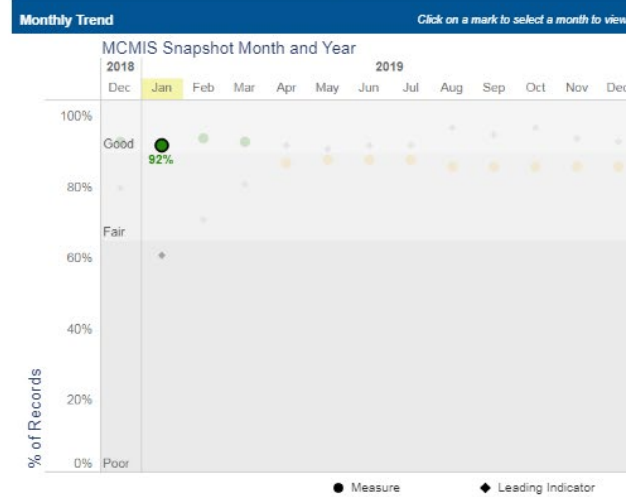 Monthly Trend Click on a mark to select a month to view
MCMIS Snapshot Month and Year
2018 2019
Dec Jan Feb Mar Apr May Jun Jul Aug Sep Oct Nov Dec
100%
Good
92%
80%
Fair
60%
40%
20%
0% Poor
% of Records
Measure Leading Indicator